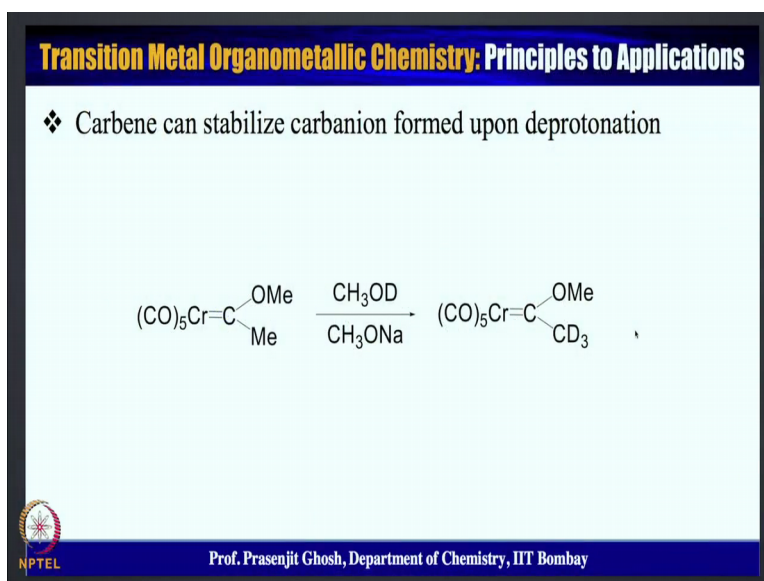 Transition Metal Organometallic Chemistry: Principles to Applications
❖ Carbene can stabilize carbanion formed upon deprotonation
(CO)₅Cr=C OMe Me
CH₃OD
CH₃ONa
(CO)₅Cr=C OMe CD₃
NPTEL
Prof. Prasenjit Ghosh, Department of Chemistry, IIT Bombay